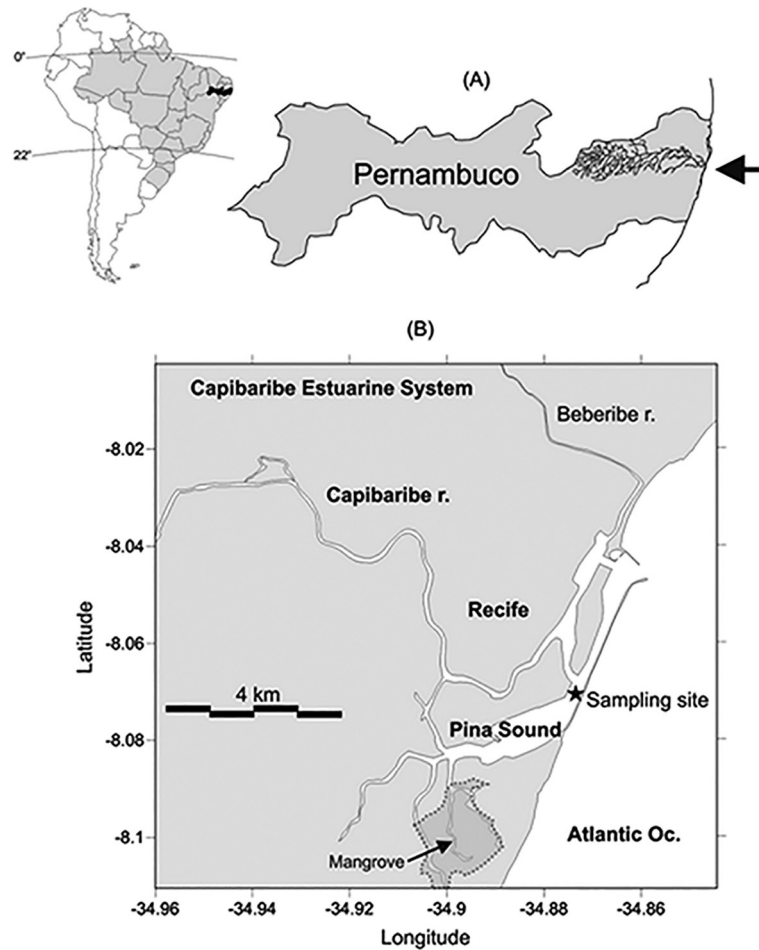 0°
22°
(A)
Pernambuco
(B)
Capibaribe Estuarine System
Beberibe r.
Capibaribe r.
Recife
4 km
Sampling site
Pina Sound
Atlantic Oc.
Mangrove
-8.02
-8.04
-8.06
-8.08
-8.1
Latitude
-34.96 -34.94 -34.92 -34.9 -34.88 -34.86
Longitude